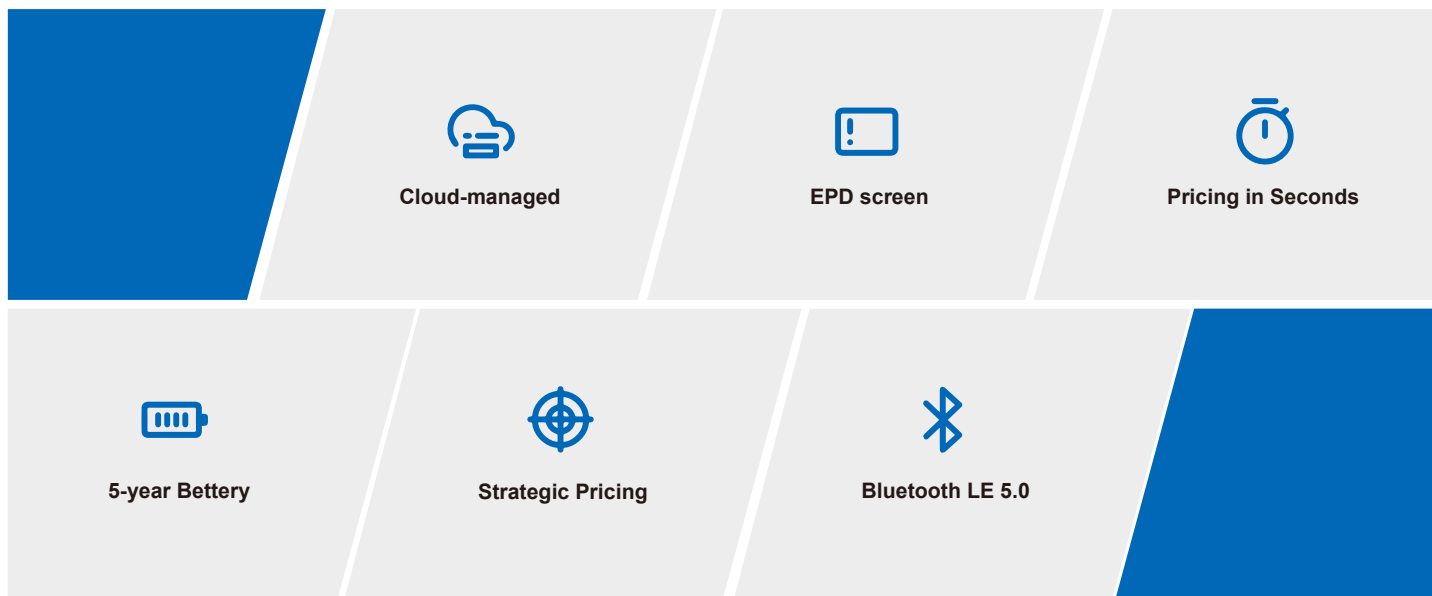 Cloud-managed
EPD screen
Pricing in Seconds
5-year Bettery
Strategic Pricing
Bluetooth LE 5.0